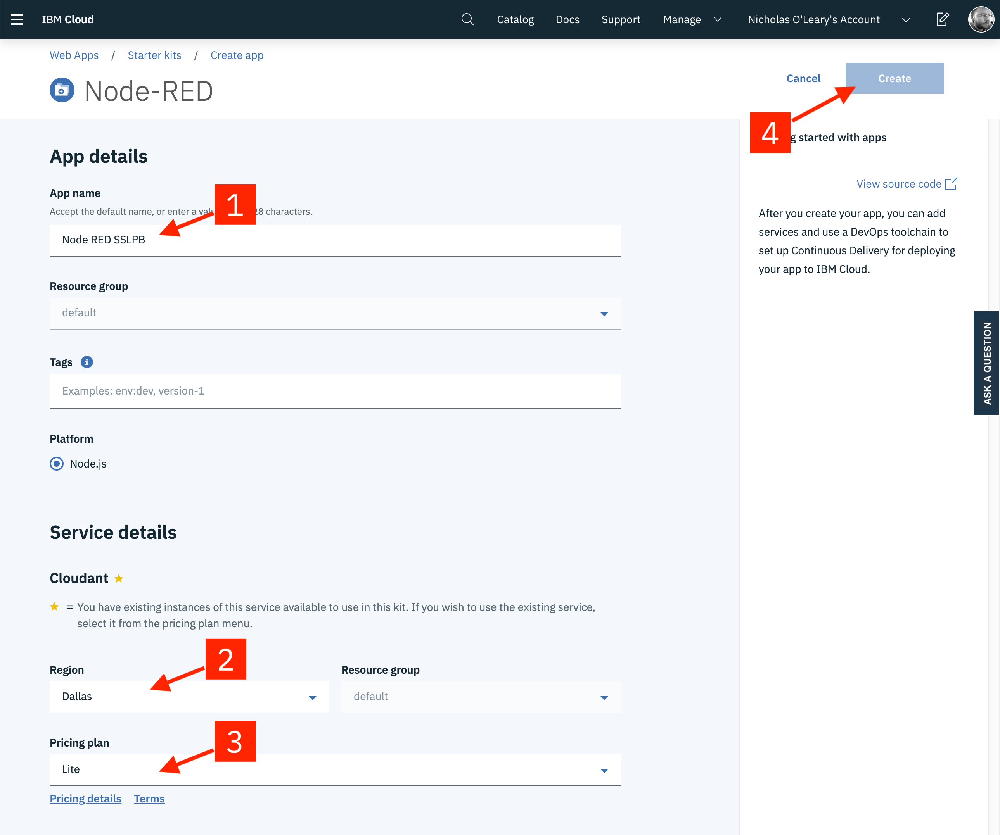 IBM Cloud
Catalog
Docs
Support
Manage
Nicholas O'Leary's Account
Web Apps / Starter kits / Create app
Node-RED
Cancel
Create
4
g started with apps
View source code
After you create your app, you can add
services and use a DevOps toolchain to
set up Continuous Delivery for deploying
your app to IBM Cloud.
ASK A QUESTION
App details
App name
1
Accept the default name, or enter a 28 characters.
Node RED SSLPB
Resource group
default
Tags
Examples: env:dev, version-1
Platform
Node.js
Service details
Cloudant
= You have existing instances of this service available to use in this kit. If you wish to use the existing service,
select it from the pricing plan menu.
2
Region
Dallas
Resource group
default
3
Pricing plan
Lite
Pricing details
Terms